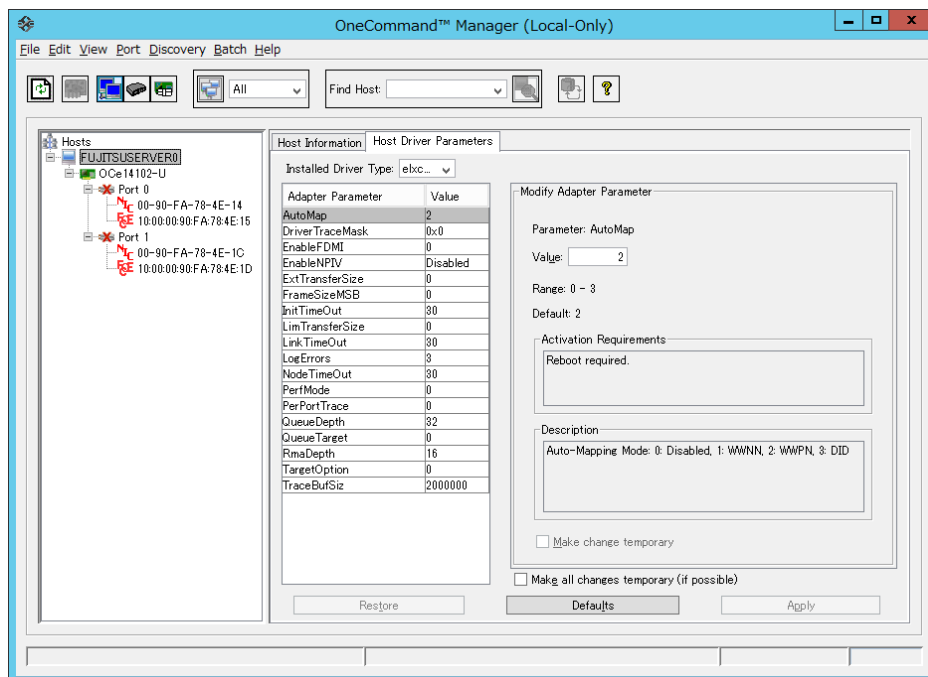 OneCommand™ Manager (Local-Only)
File Edit View Port Discovery Batch Help
All
Find Host:
Hosts
FUJITSUSERVER0
OCe14102-U
Port 0
NIC 00-90-FA-78-4E-14
FCoE 10:00:00:90:FA:78:4E:15
Port 1
NIC 00-90-FA-78-4E-1C
FCoE 10:00:00:90:FA:78:4E:1D
Host Information Host Driver Parameters
Installed Driver Type: elxc...
Adapter Parameter Value
AutoMap 2
DriverTraceMask 0x0
EnableFDMI 0
EnableNPIV Disabled
ExtTransferSize 0
FrameSizeMSB 0
InitTimeOut 30
LimTransferSize 0
LinkTimeOut 30
LogErrors 3
NodeTimeOut 30
PerfMode 0
PerPortTrace 0
QueueDepth 32
QueueTarget 0
RmaDepth 16
TargetOption 0
TraceBufSiz 2000000
Modify Adapter Parameter
Parameter: AutoMap
Value: 2
Range: 0 - 3
Default: 2
Activation Requirements
Reboot required.
Description
Auto-Mapping Mode: 0: Disabled, 1: WWNN, 2: WWPN, 3: DID
Make change temporary
Make all changes temporary (if possible)
Restore Defaults Apply